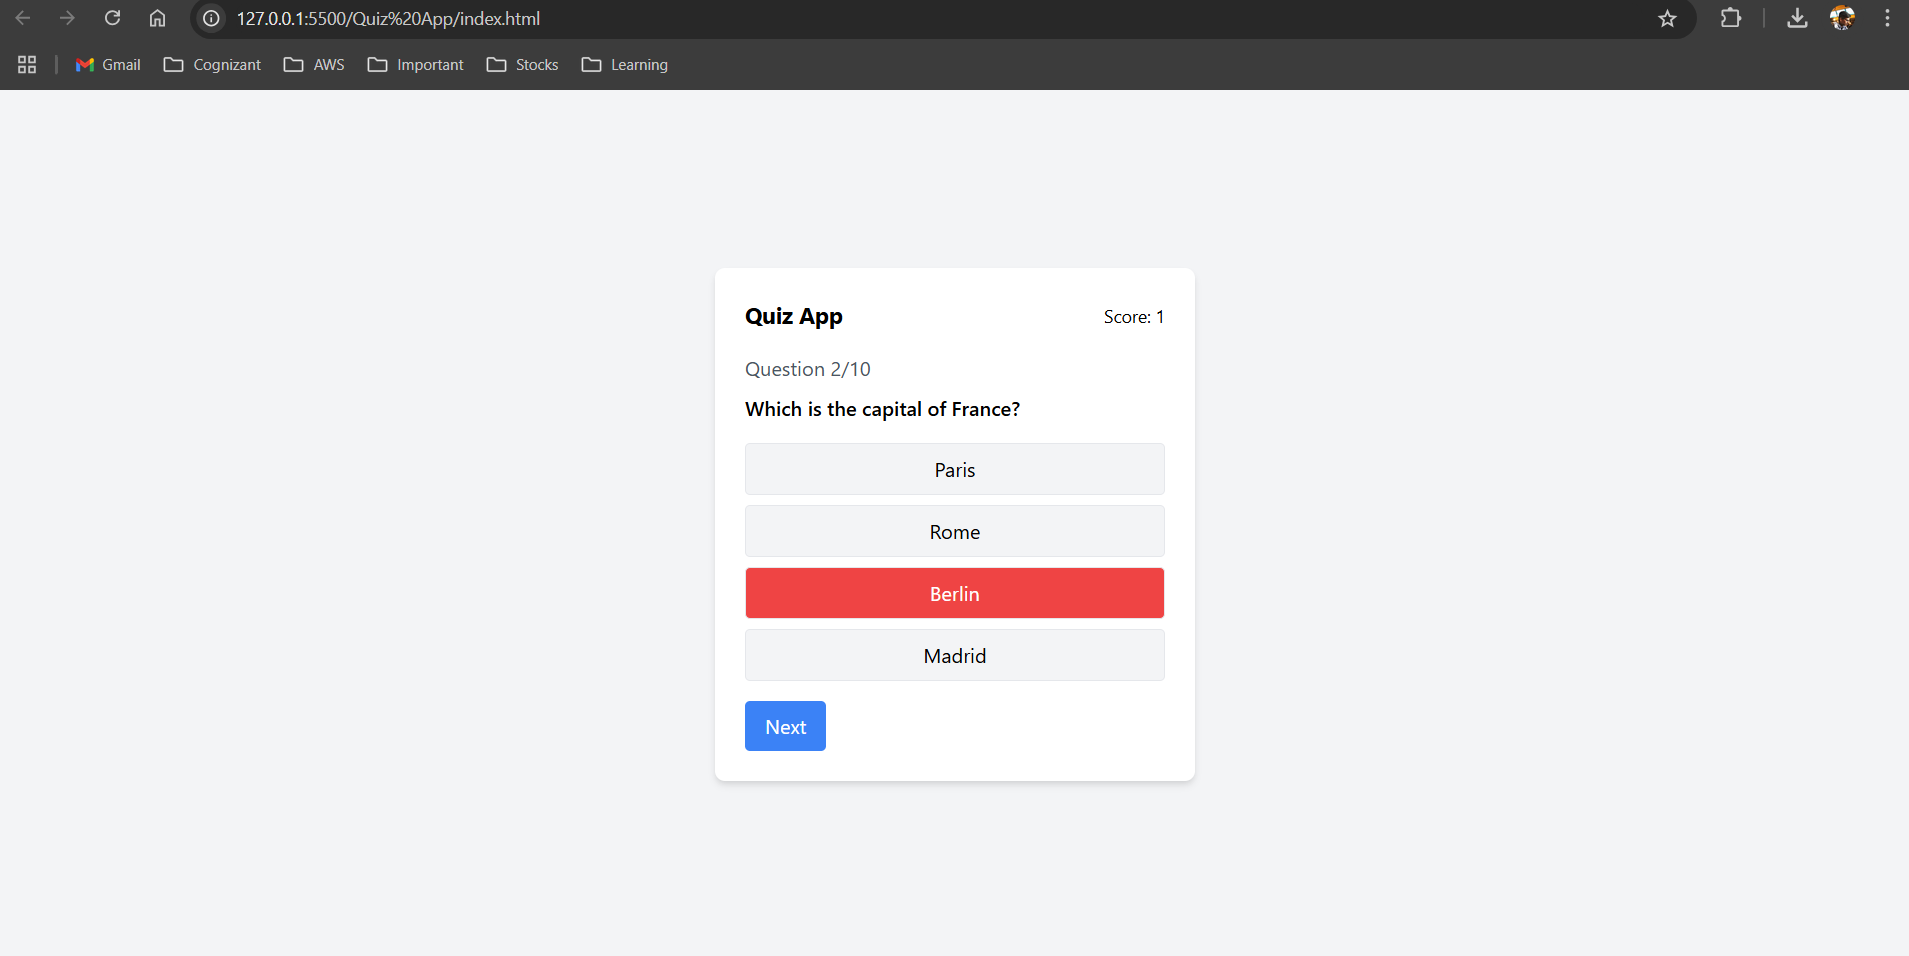 127.0.0.1:5500/Quiz%20App/index.html
Gmail Cognizant AWS Important Stocks Learning
Quiz App Score: 1
Question 2/10
Which is the capital of France?
Paris
Rome
Berlin
Madrid
Next